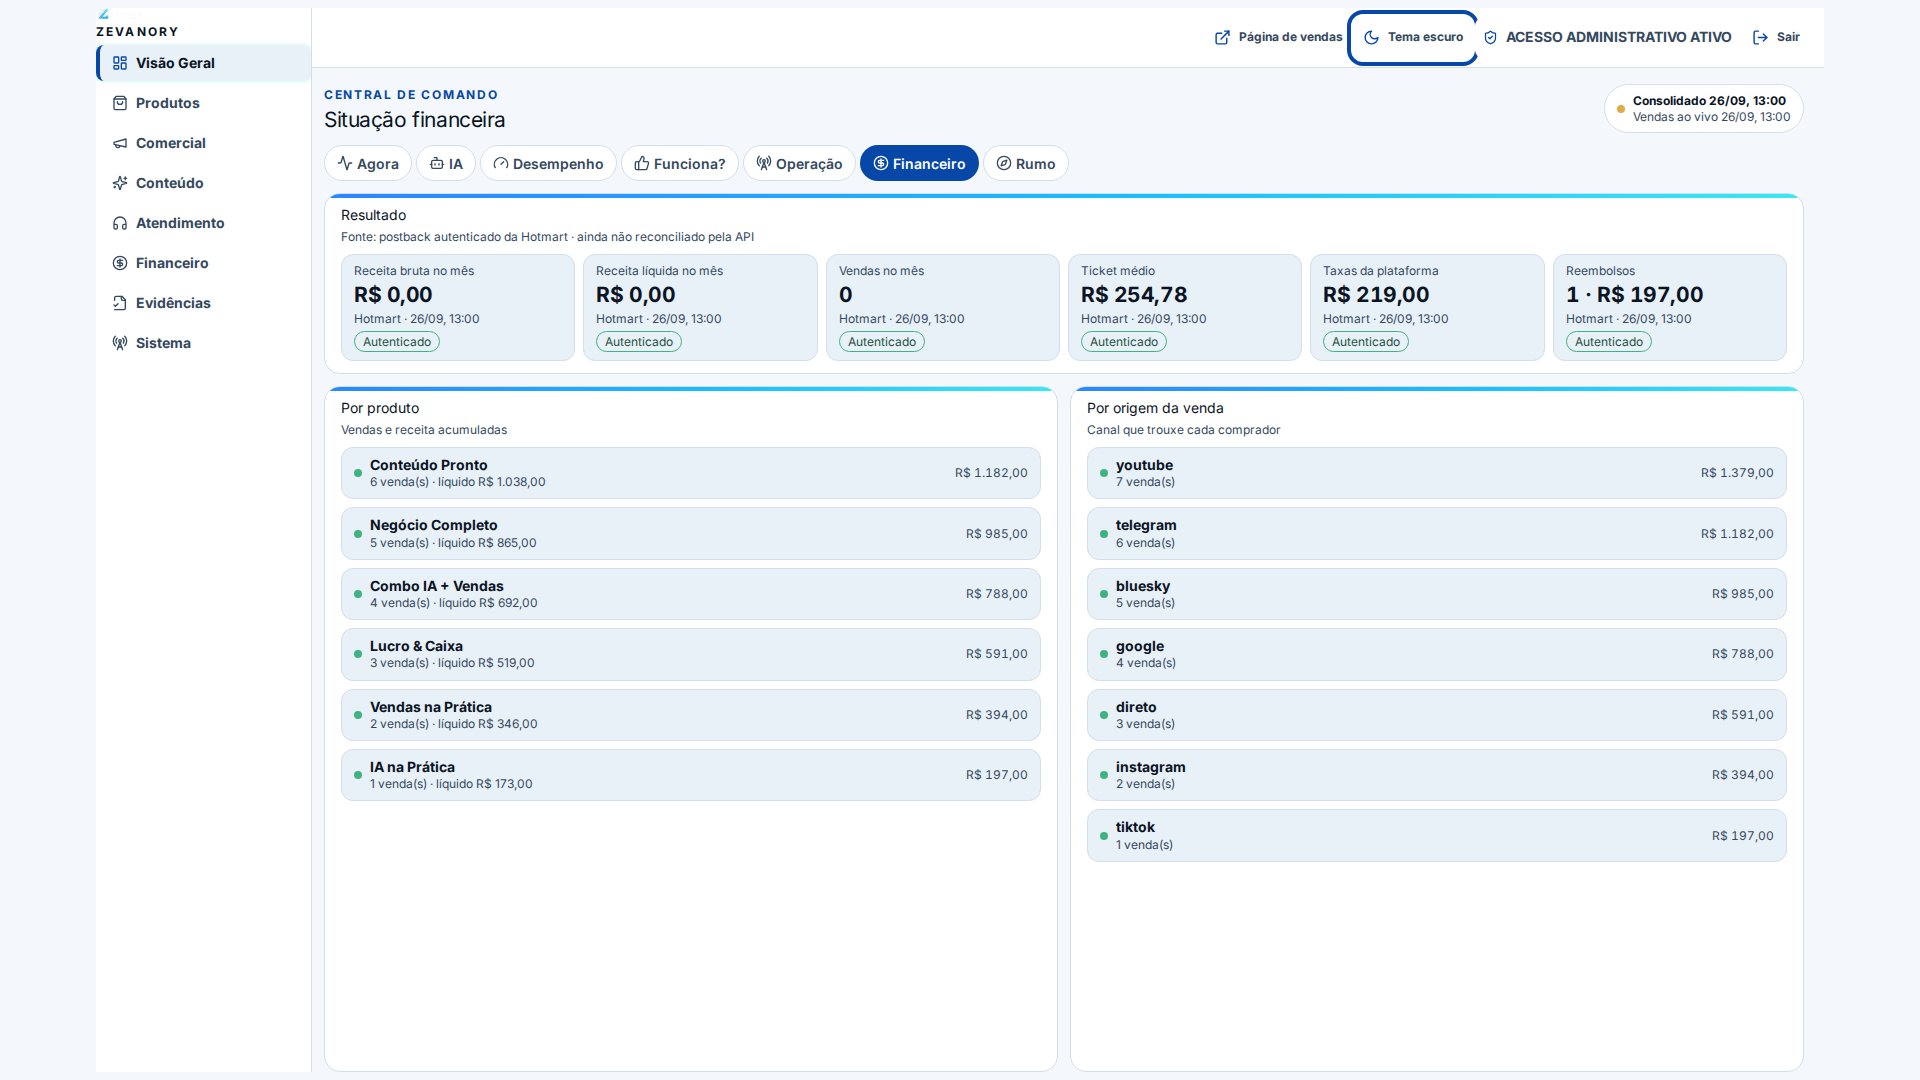 ZEVANORY
Visão Geral
Produtos
Comercial
Conteúdo
Atendimento
Financeiro
Evidências
Sistema
Página de vendas
Tema escuro
ACESSO ADMINISTRATIVO ATIVO
Sair
CENTRAL DE COMANDO
Situação financeira
Consolidado 26/09, 13:00
Vendas ao vivo 26/09, 13:00
Agora
IA
Desempenho
Funciona?
Operação
Financeiro
Rumo
Resultado
Fonte: postback autenticado da Hotmart · ainda não reconciliado pela API
Receita bruta no mês
R$ 0,00
Hotmart · 26/09, 13:00
Autenticado
Receita líquida no mês
R$ 0,00
Hotmart · 26/09, 13:00
Autenticado
Vendas no mês
0
Hotmart · 26/09, 13:00
Autenticado
Ticket médio
R$ 254,78
Hotmart · 26/09, 13:00
Autenticado
Taxas da plataforma
R$ 219,00
Hotmart · 26/09, 13:00
Autenticado
Reembolsos
1 · R$ 197,00
Hotmart · 26/09, 13:00
Autenticado
Por produto
Vendas e receita acumuladas
Conteúdo Pronto
6 venda(s) · líquido R$ 1.038,00
R$ 1.182,00
Negócio Completo
5 venda(s) · líquido R$ 865,00
R$ 985,00
Combo IA + Vendas
4 venda(s) · líquido R$ 692,00
R$ 788,00
Lucro & Caixa
3 venda(s) · líquido R$ 519,00
R$ 591,00
Vendas na Prática
2 venda(s) · líquido R$ 346,00
R$ 394,00
IA na Prática
1 venda(s) · líquido R$ 173,00
R$ 197,00
Por origem da venda
Canal que trouxe cada comprador
youtube
7 venda(s)
R$ 1.379,00
telegram
6 venda(s)
R$ 1.182,00
bluesky
5 venda(s)
R$ 985,00
google
4 venda(s)
R$ 788,00
direto
3 venda(s)
R$ 591,00
instagram
2 venda(s)
R$ 394,00
tiktok
1 venda(s)
R$ 197,00